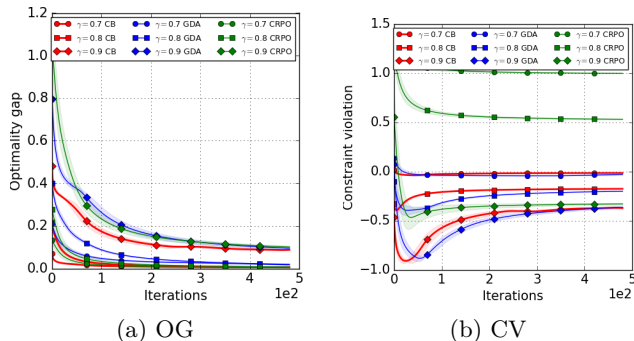 1.2
1.0
0.8
0.6
0.4
0.2
0.0
Optimality gap
γ = 0.7 CB
γ = 0.8 CB
γ = 0.9 CB
γ = 0.7 GDA
γ = 0.8 GDA
γ = 0.9 GDA
γ = 0.7 CRPO
γ = 0.8 CRPO
γ = 0.9 CRPO
0 1 2 3 4 5
Iterations
1e2
(a) OG
1.5
1.0
0.5
0.0
−0.5
−1.0
Constraint violation
γ = 0.7 CB
γ = 0.8 CB
γ = 0.9 CB
γ = 0.7 GDA
γ = 0.8 GDA
γ = 0.9 GDA
γ = 0.7 CRPO
γ = 0.8 CRPO
γ = 0.9 CRPO
0 1 2 3 4 5
Iterations
1e2
(b) CV